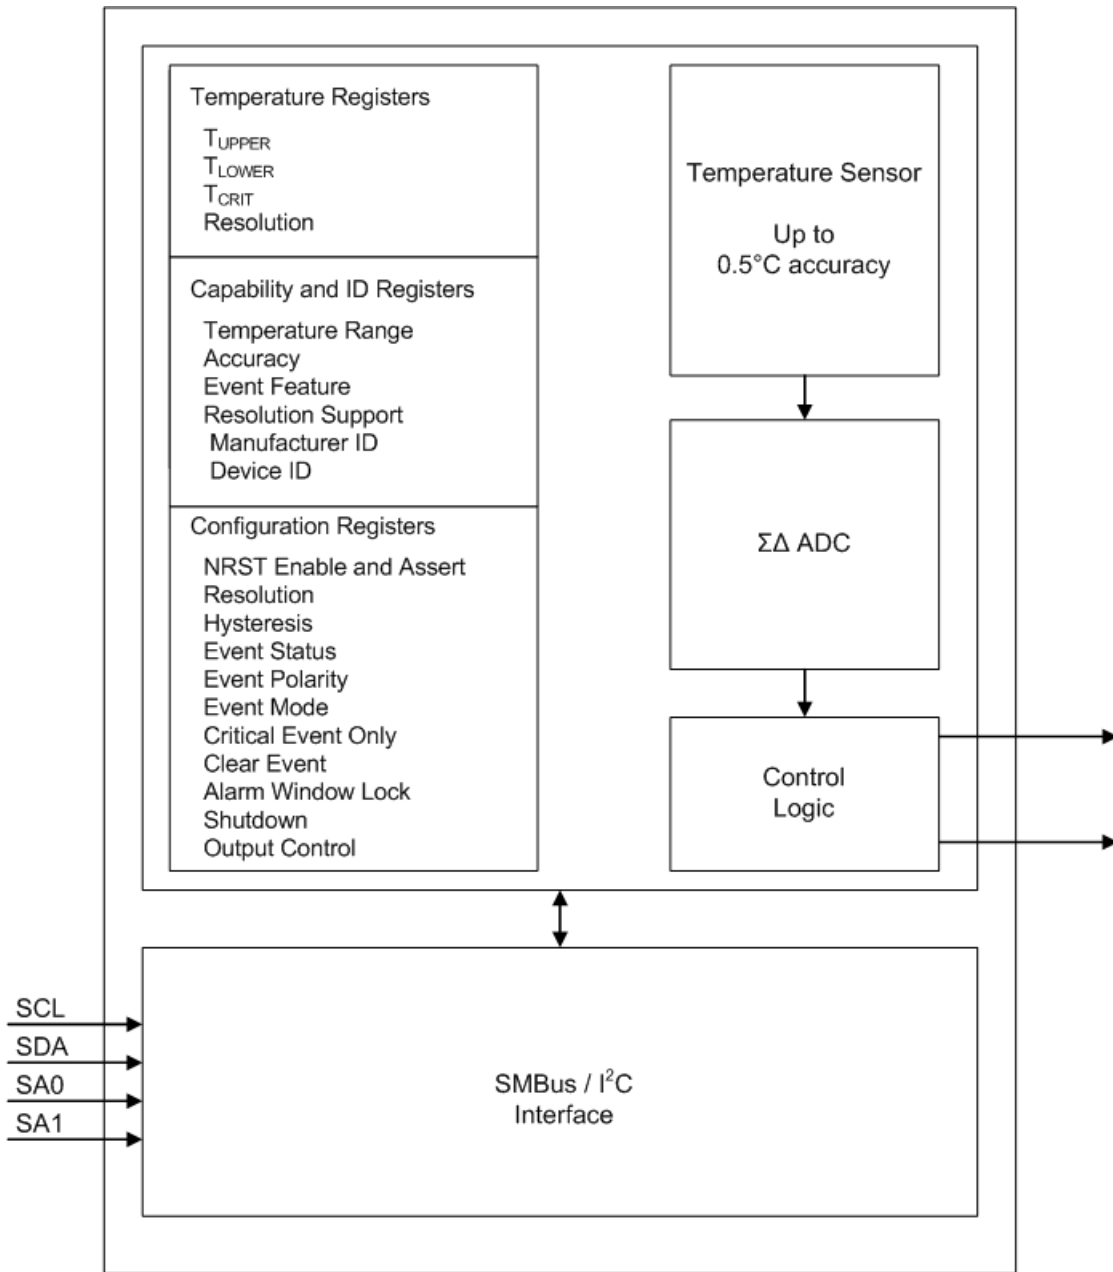 Temperature Registers
T_UPPER
T_LOWER
T_CRIT
Resolution
Capability and ID Registers
Temperature Range
Accuracy
Event Feature
Resolution Support
Manufacturer ID
Device ID
Configuration Registers
NRST Enable and Assert
Resolution
Hysteresis
Event Status
Event Polarity
Event Mode
Critical Event Only
Clear Event
Alarm Window Lock
Shutdown
Output Control
Temperature Sensor
Up to
0.5°C accuracy
ΣΔ ADC
Control
Logic
SCL
SDA
SA0
SA1
SMBus / I²C
Interface